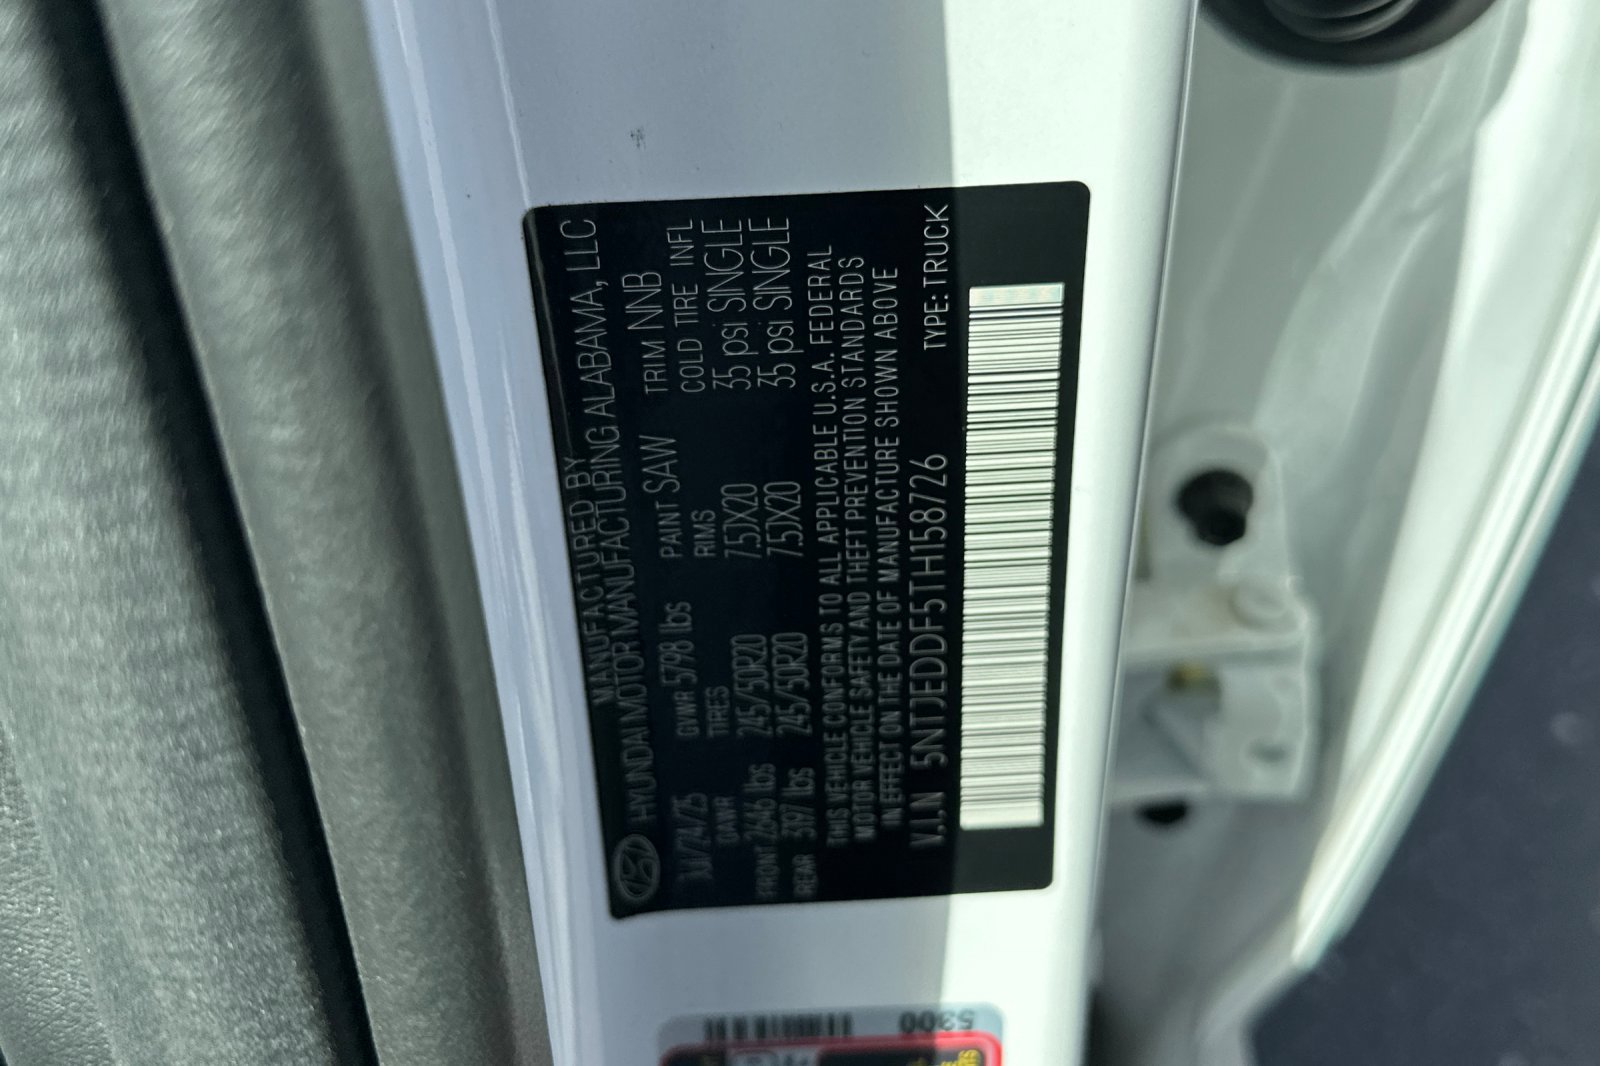 MANUFACTURED BY
HYUNDAI MOTOR MANUFACTURING ALABAMA, LLC
Jul/24/25 GVWR 5798 lbs PAINT SAW TRIM NNB
GAWR TIRES RIMS COLD TIRE INFL
FRONT 2646 lbs 245/50R20 7.5JX20 35 psi SINGLE
REAR 3197 lbs 245/50R20 7.5JX20 35 psi SINGLE
THIS VEHICLE CONFORMS TO ALL APPLICABLE U.S.A. FEDERAL
MOTOR VEHICLE SAFETY AND THEFT PREVENTION STANDARDS
IN EFFECT ON THE DATE OF MANUFACTURE SHOWN ABOVE
V.I.N 5NTJEDDF5TH158726 TYPE: TRUCK
5300